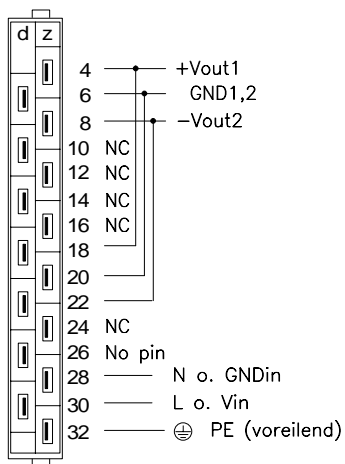 d z
4 +Vout1
6 GND1,2
8 -Vout2
10 NC
12 NC
14 NC
16 NC
18
20
22
24 NC
26 No pin
28 N o. GNDin
30 L o. Vin
32 PE (voreilend)